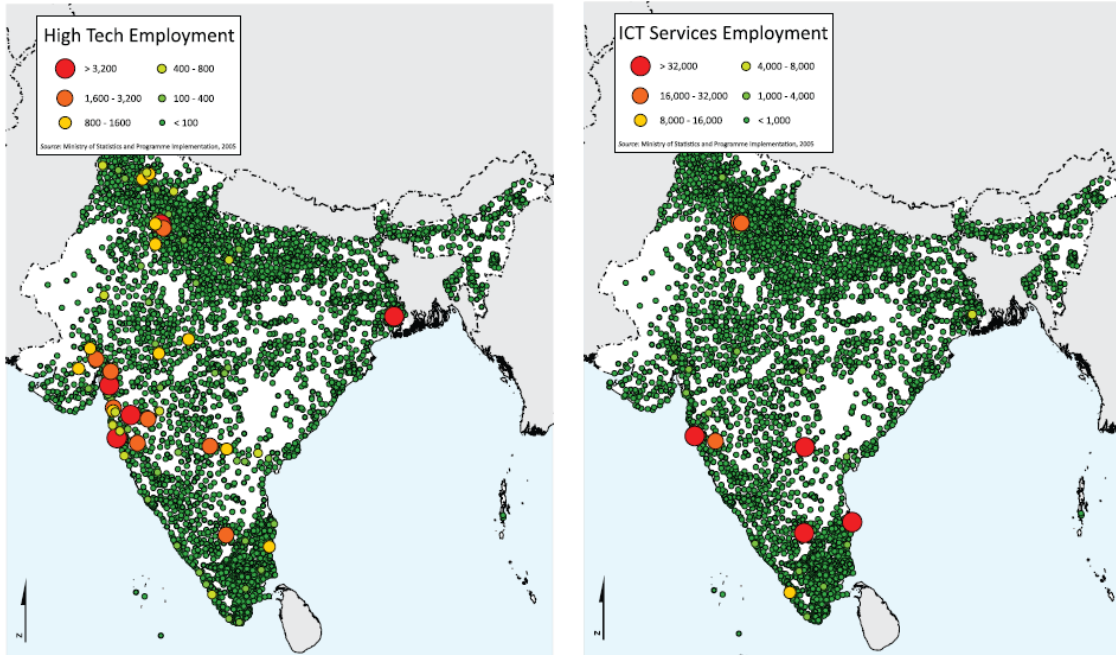 High Tech Employment
> 3,200
400 - 800
1,600 - 3,200
100 - 400
800 - 1600
< 100
Source: Ministry of Statistics and Programme Implementation, 2005
N
ICT Services Employment
> 32,000
4,000 - 8,000
16,000 - 32,000
1,000 - 4,000
8,000 - 16,000
< 1,000
Source: Ministry of Statistics and Programme Implementation, 2005
N